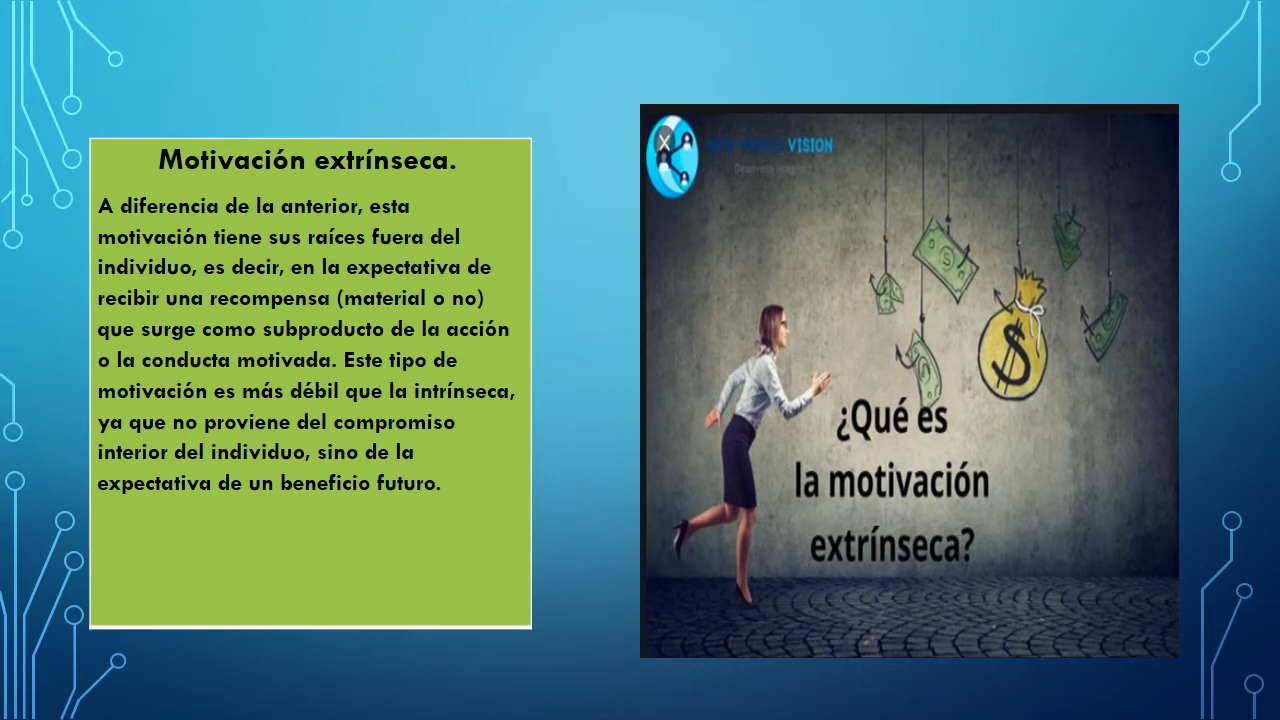 Motivación extrínseca.
A diferencia de la anterior, esta
motivación tiene sus raíces fuera del
individuo, es decir, en la expectativa de
recibir una recompensa (material o no)
que surge como subproducto de la acción
o la conducta motivada. Este tipo de
motivación es más débil que la intrínseca,
ya que no proviene del compromiso
interior del individuo, sino de la
expectativa de un beneficio futuro.
NEW WORLD VISION
¿Qué es
la motivación
extrínseca?